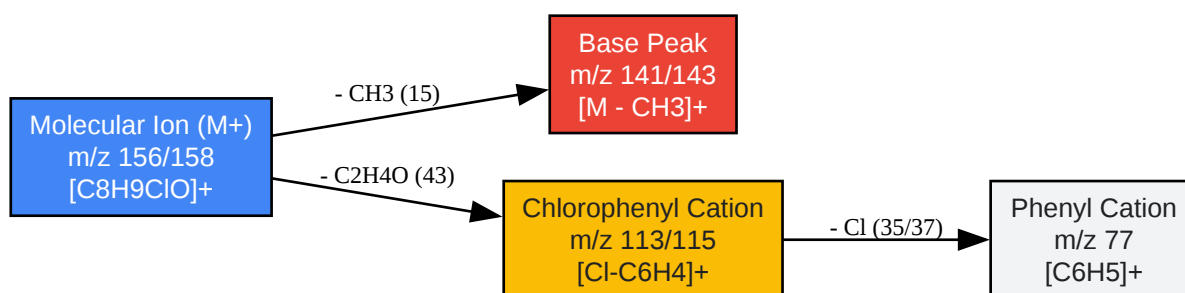 Molecular Ion (M+)
m/z 156/158
[C8H9ClO]+
- CH3 (15)
Base Peak
m/z 141/143
[M - CH3]+
- C2H4O (43)
Chlorophenyl Cation
m/z 113/115
[Cl-C6H4]+
- Cl (35/37)
Phenyl Cation
m/z 77
[C6H5]+